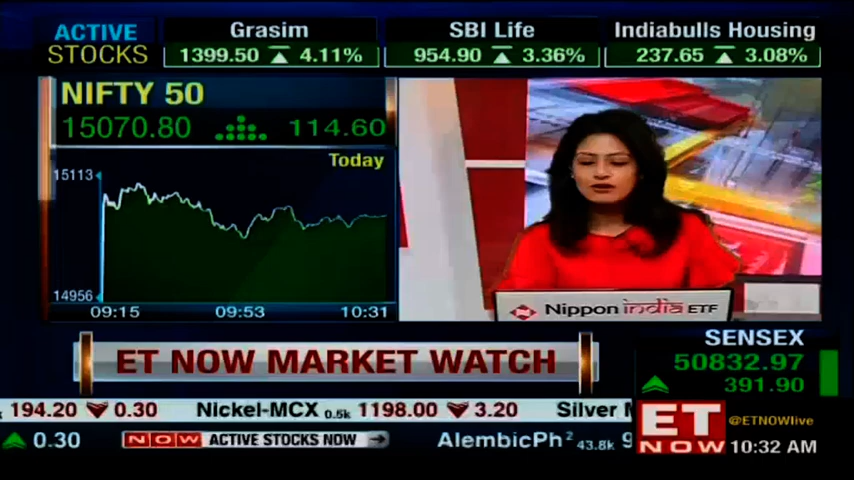 ACTIVE STOCKS
Grasim
1399.50 4.11%
SBI Life
954.90 3.36%
Indiabulls Housing
237.65 3.08%
NIFTY 50
15070.80 114.60
Today
15113
14956
09:15 09:53 10:31
Nippon india ETF
ET NOW MARKET WATCH
SENSEX
50832.97
391.90
194.20 0.30 Nickel-MCX 0.5k 1198.00 3.20 Silver M
0.30 NOW ACTIVE STOCKS NOW AlembicPh 2 43.8k 9
ET NOW
@ETNOWlive
10:32 AM